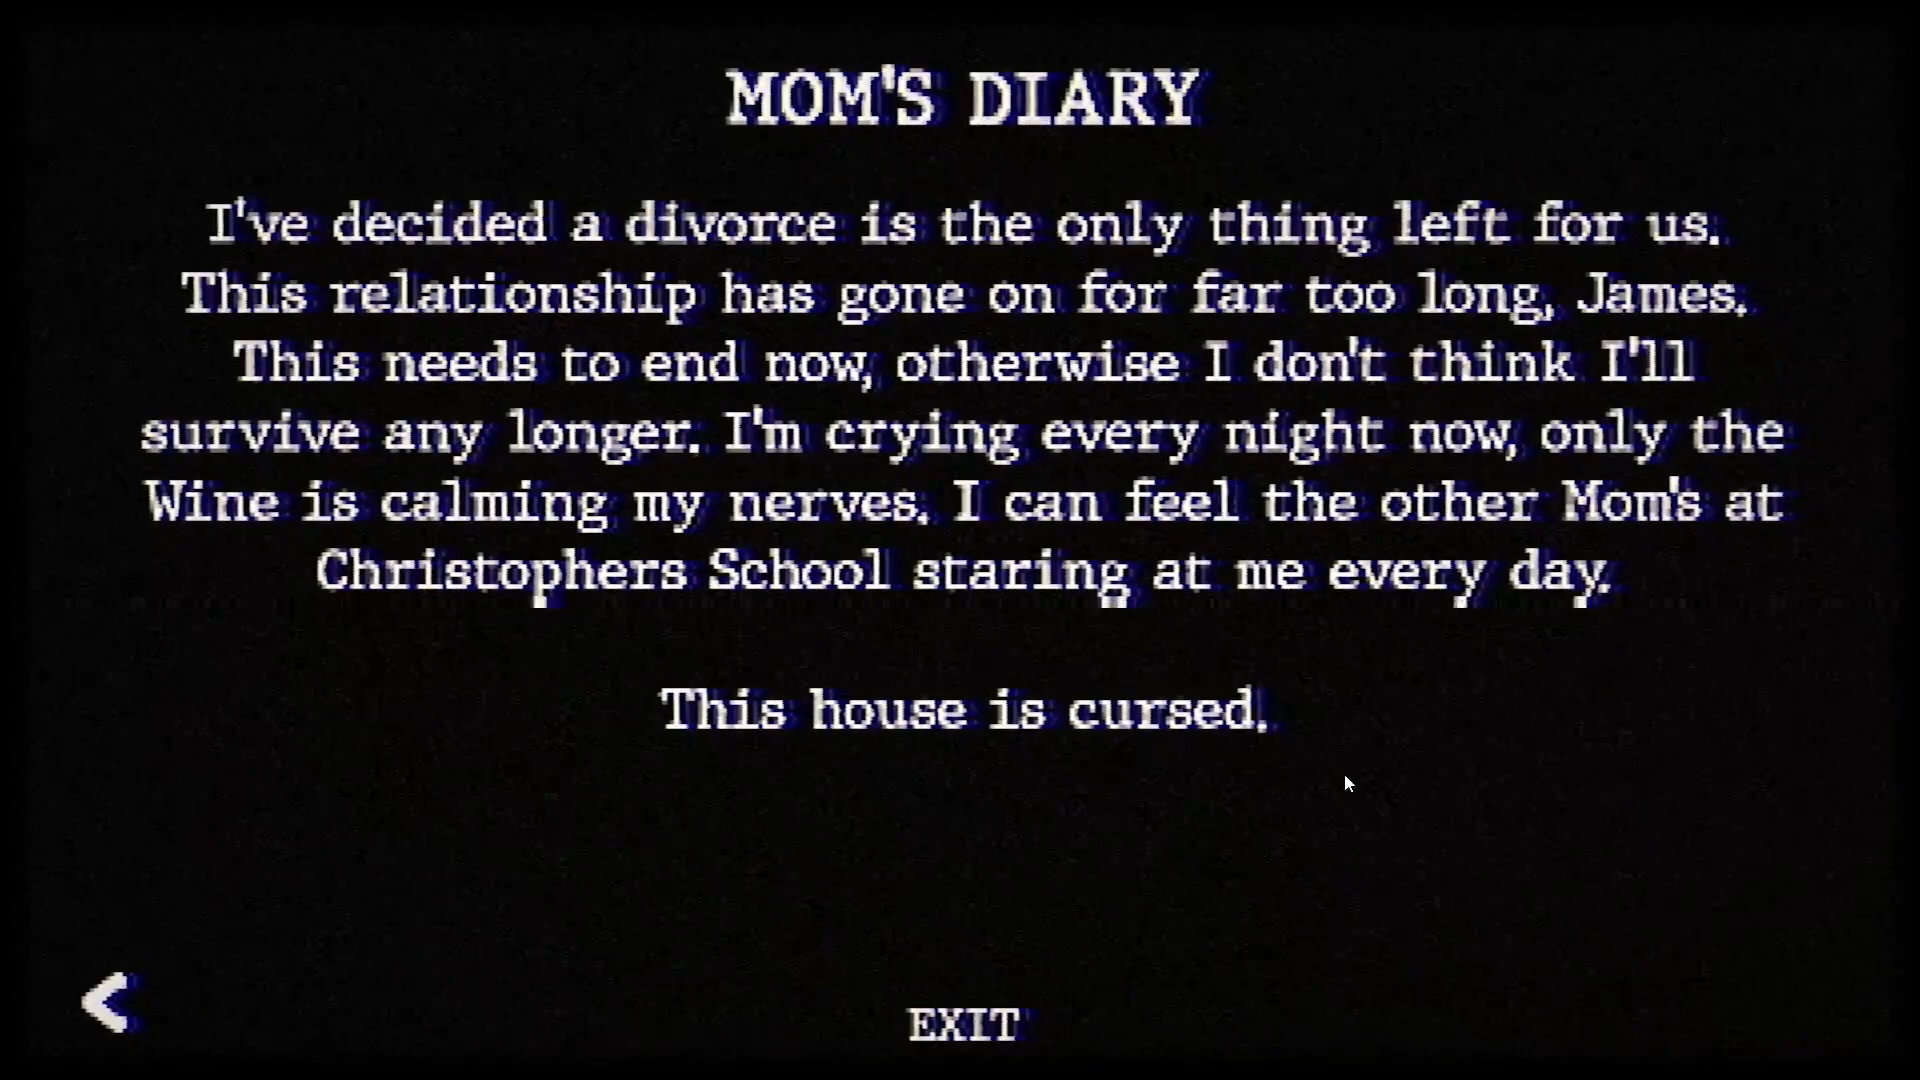 MOM'S DIARY
I've decided a divorce is the only thing left for us.
This relationship has gone on for far too long, James.
This needs to end now, otherwise I don't think I'll
survive any longer. I'm crying every night now, only the
Wine is calming my nerves. I can feel the other Mom's at
Christophers School staring at me every day.
This house is cursed.
<
EXIT